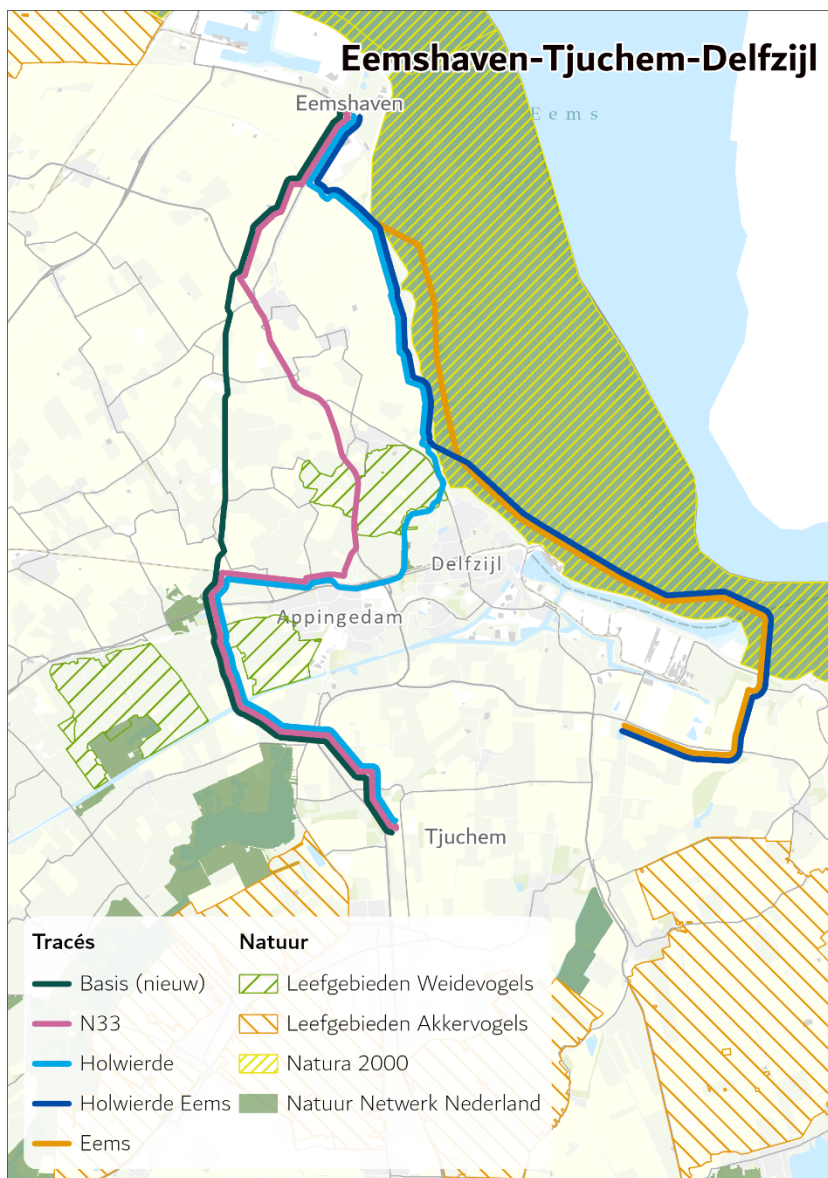 Eemshaven-Tjuchem-Delfzijl
Eemshaven
Eems
Delfzijl
Appingedam
Tjuchem
Tracés
Basis (nieuw)
N33
Holwierde
Holwierde Eems
Eems
Natuur
Leefgebieden Weidevogels
Leefgebieden Akkervogels
Natura 2000
Natuur Netwerk Nederland